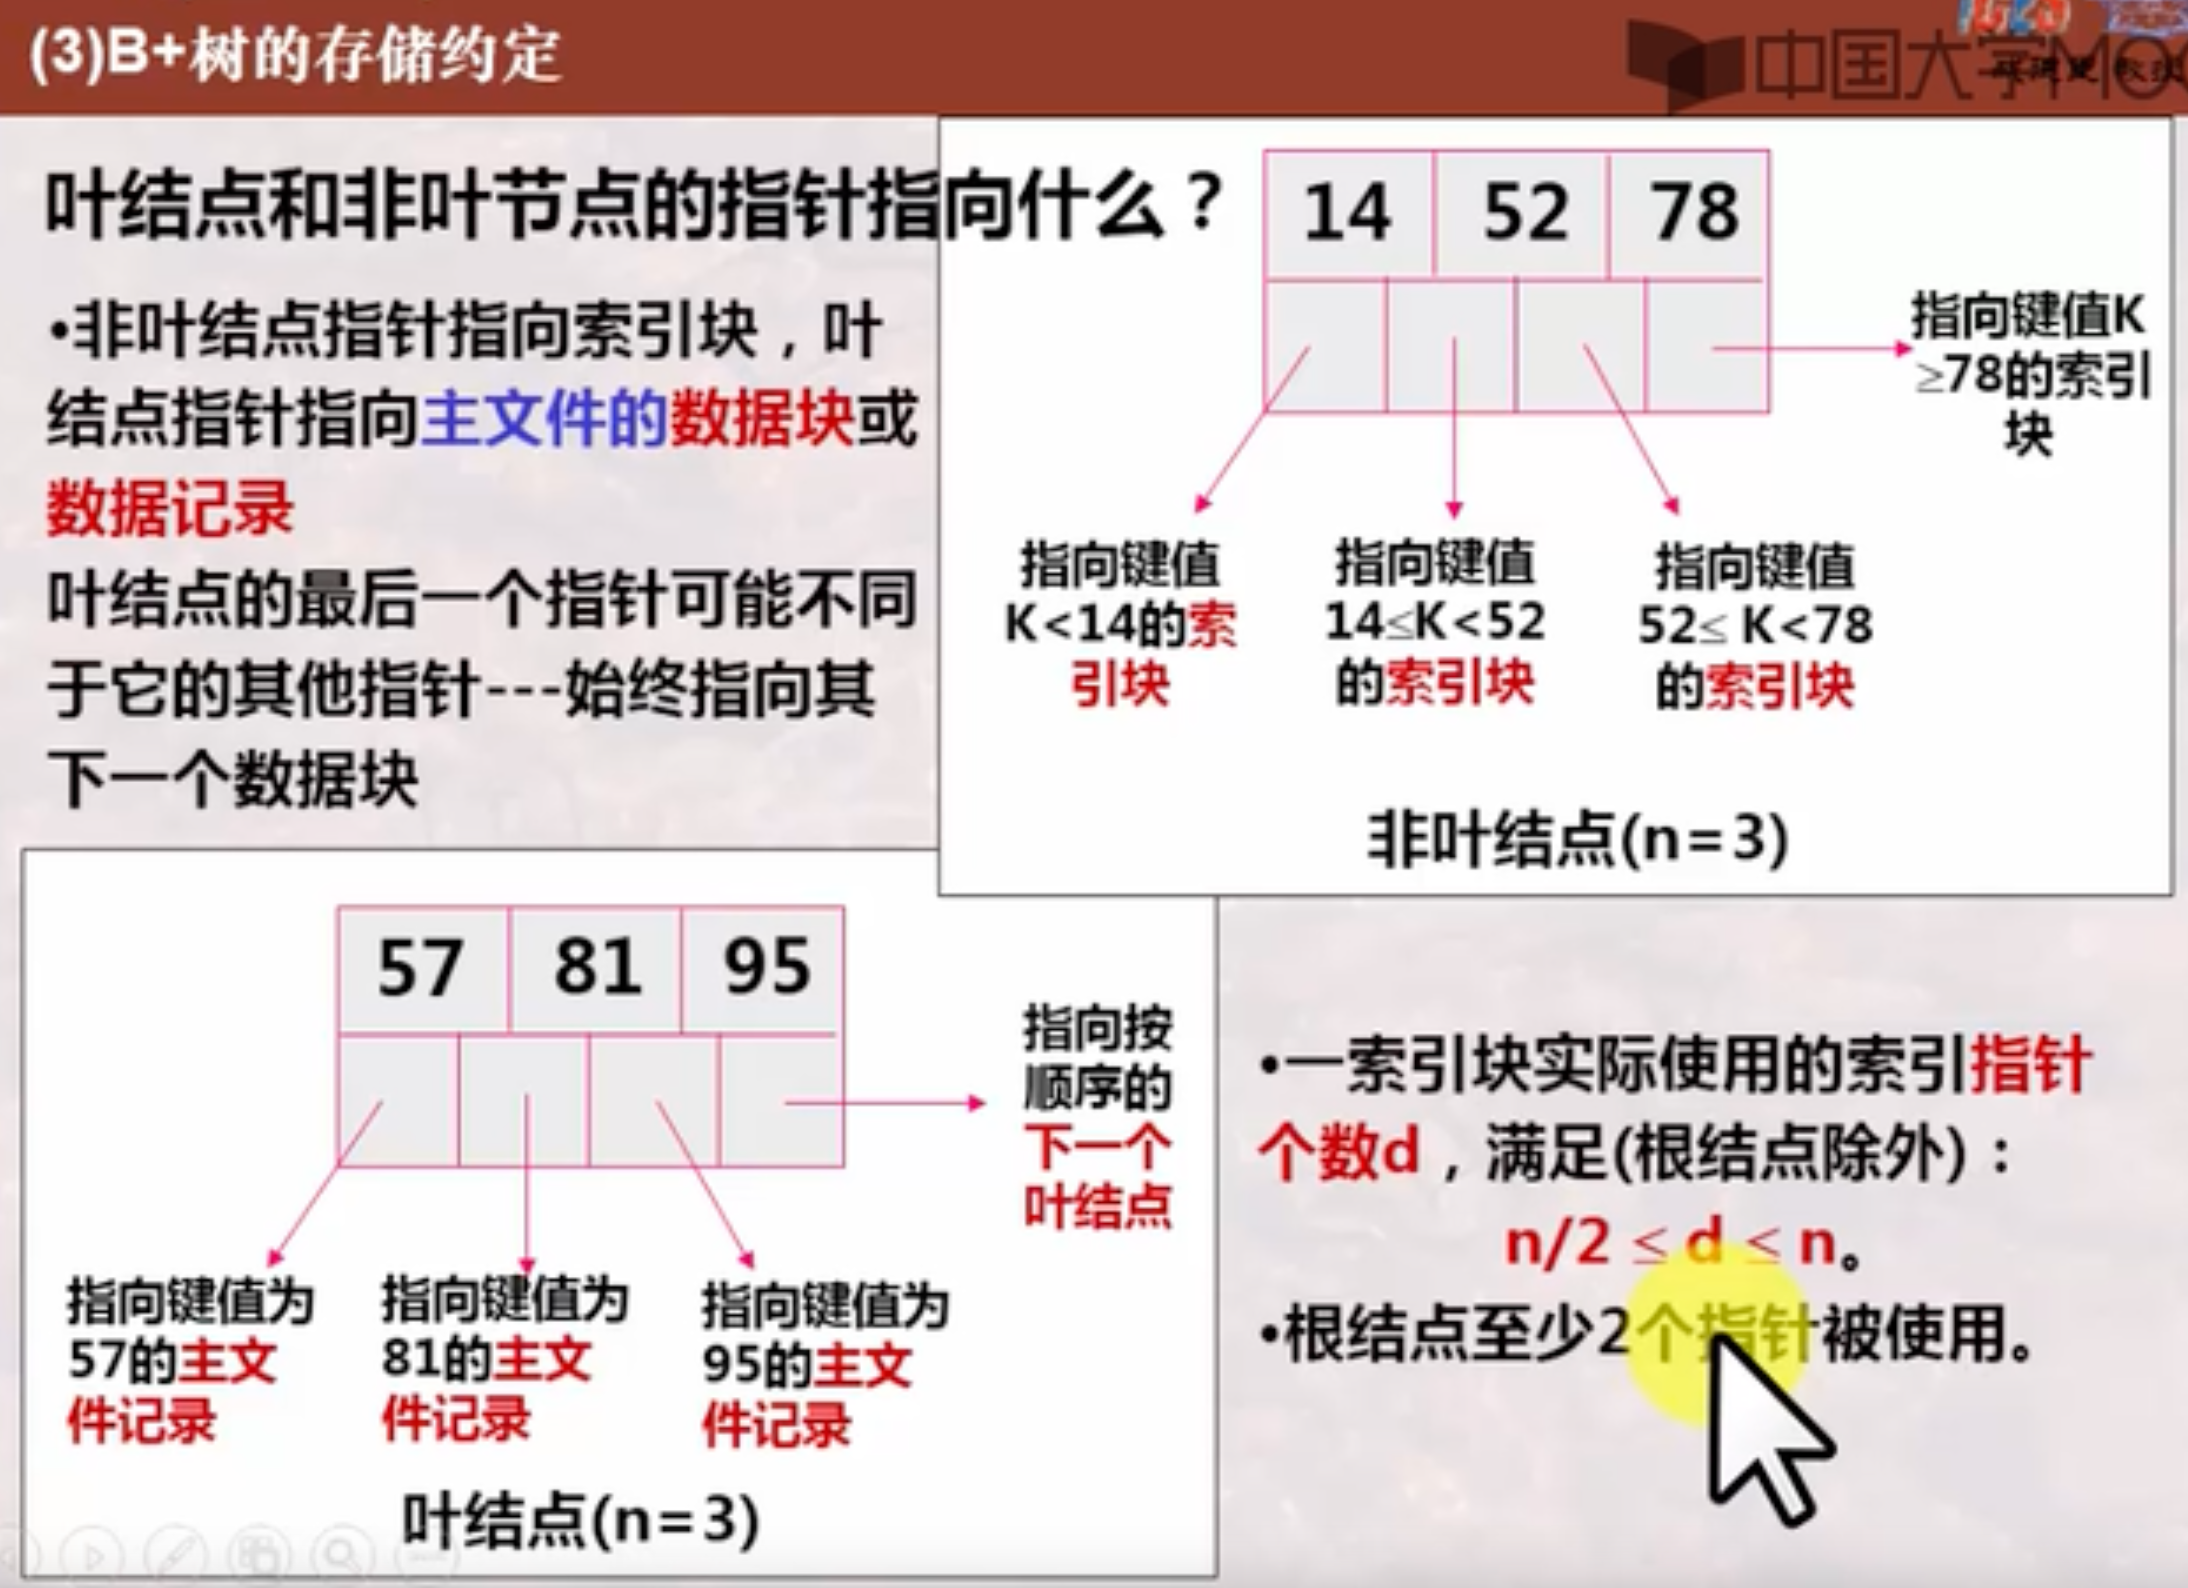 (3)B+树的存储约定
中国大学MOO
叶结点和非叶节点的指针指向什么？
•非叶结点指针指向索引块，叶
结点指针指向主文件的数据块或
数据记录
叶结点的最后一个指针可能不同
于它的其他指针---始终指向其
下一个数据块
14 52 78
指向键值K
≥78的索引
块
指向键值
K<14的索
引块
指向键值
14≤K<52
的索引块
指向键值
52≤ K<78
的索引块
非叶结点(n=3)
57 81 95
指向按
顺序的
下一个
叶结点
指向键值为
57的主文
件记录
指向键值为
81的主文
件记录
指向键值为
95的主文
件记录
叶结点(n=3)
•一索引块实际使用的索引指针
个数d，满足(根结点除外)：
n/2 ≤ d ≤ n。
•根结点至少2个指针被使用。